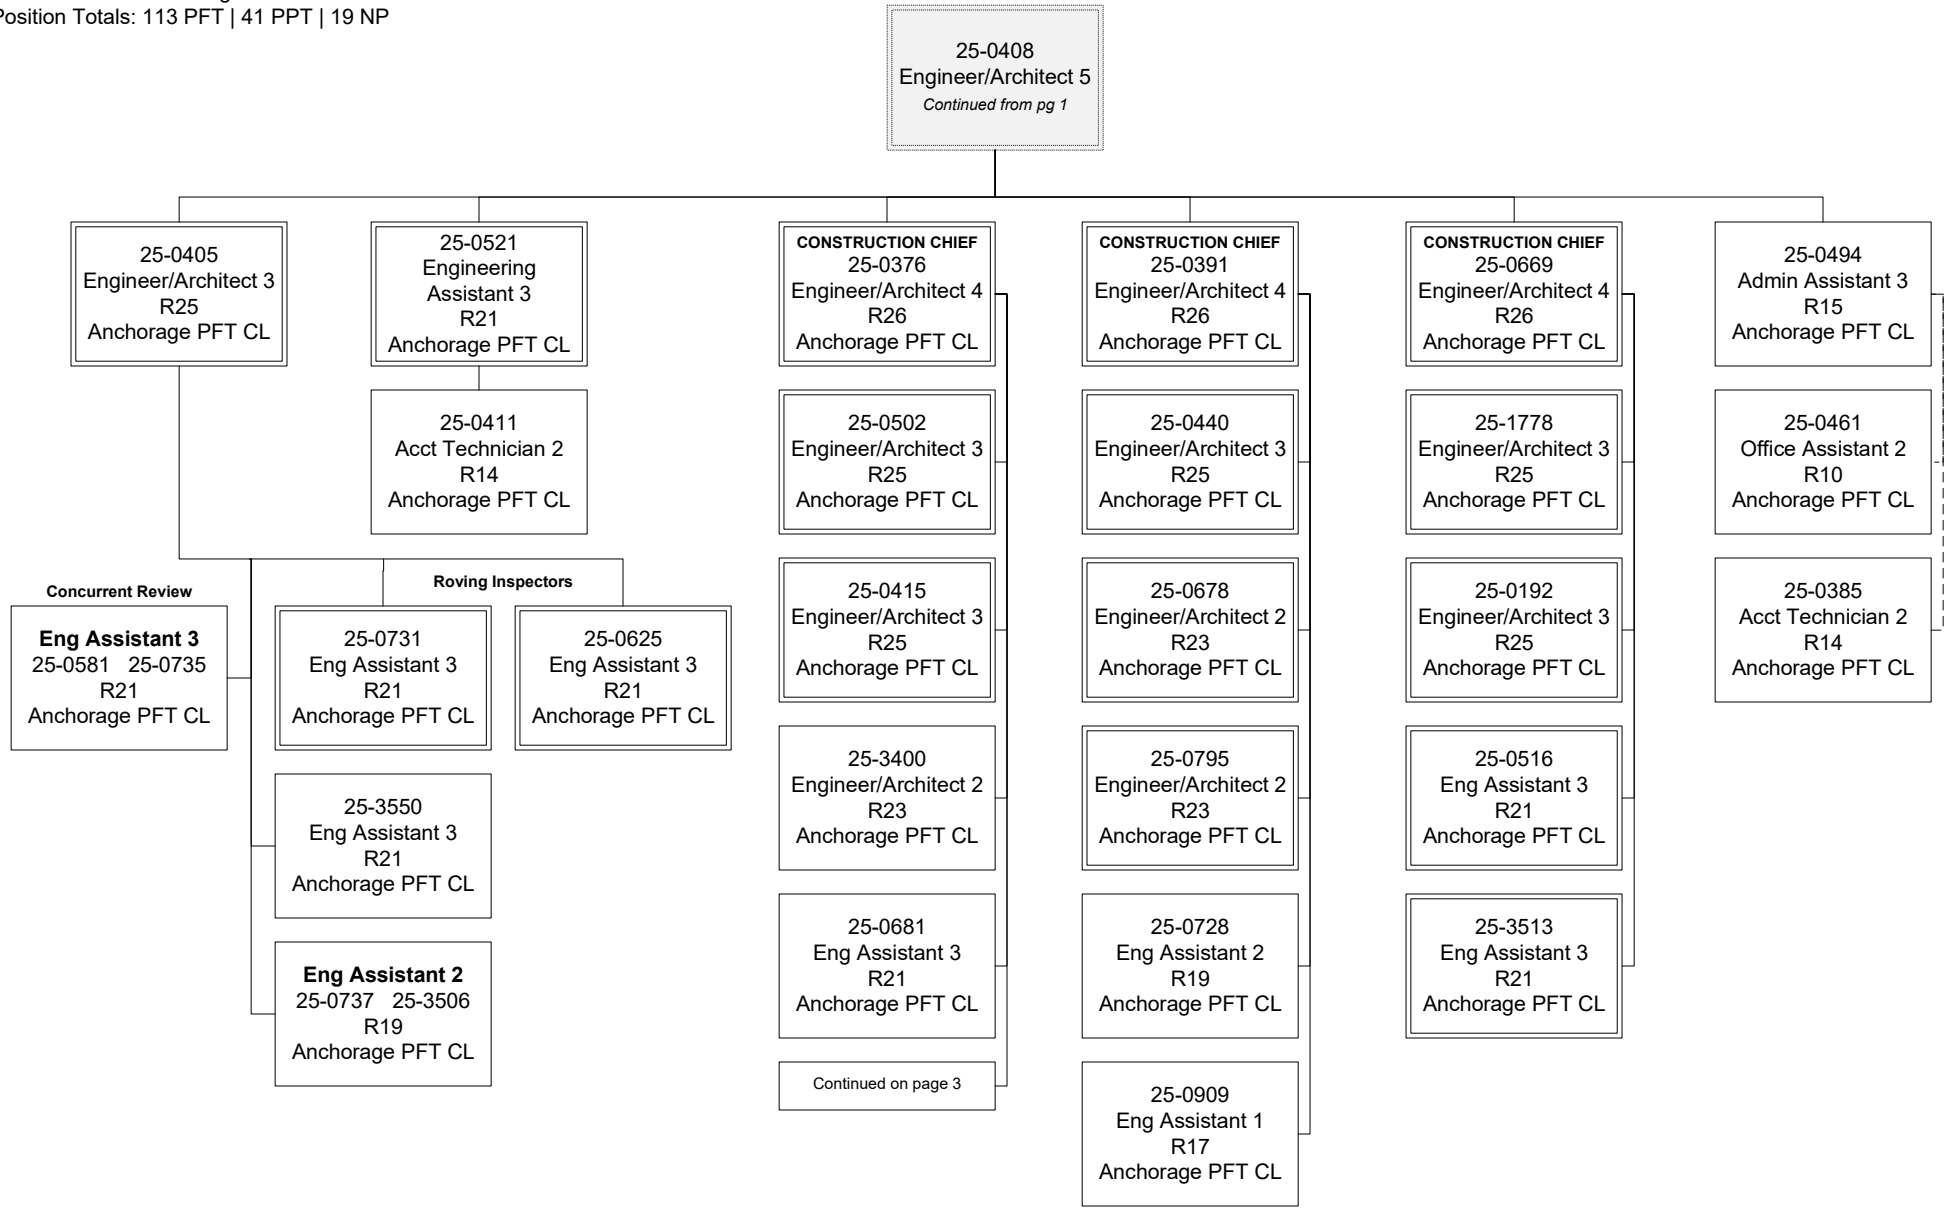 Position Totals: 113 PFT | 41 PPT | 19 NP
25-0408
Engineer/Architect 5
Continued from pg 1
25-0405
Engineer/Architect 3
R25
Anchorage PFT CL
25-0521
Engineering
Assistant 3
R21
Anchorage PFT CL
CONSTRUCTION CHIEF
25-0376
Engineer/Architect 4
R26
Anchorage PFT CL
CONSTRUCTION CHIEF
25-0391
Engineer/Architect 4
R26
Anchorage PFT CL
CONSTRUCTION CHIEF
25-0669
Engineer/Architect 4
R26
Anchorage PFT CL
25-0494
Admin Assistant 3
R15
Anchorage PFT CL
25-0411
Acct Technician 2
R14
Anchorage PFT CL
25-0502
Engineer/Architect 3
R25
Anchorage PFT CL
25-0440
Engineer/Architect 3
R25
Anchorage PFT CL
25-1778
Engineer/Architect 3
R25
Anchorage PFT CL
25-0461
Office Assistant 2
R10
Anchorage PFT CL
Concurrent Review
Eng Assistant 3
25-0581 25-0735
R21
Anchorage PFT CL
Roving Inspectors
25-0731
Eng Assistant 3
R21
Anchorage PFT CL
25-0625
Eng Assistant 3
R21
Anchorage PFT CL
25-0415
Engineer/Architect 3
R25
Anchorage PFT CL
25-0678
Engineer/Architect 2
R23
Anchorage PFT CL
25-0192
Engineer/Architect 3
R25
Anchorage PFT CL
25-0385
Acct Technician 2
R14
Anchorage PFT CL
25-3550
Eng Assistant 3
R21
Anchorage PFT CL
25-3400
Engineer/Architect 2
R23
Anchorage PFT CL
25-0795
Engineer/Architect 2
R23
Anchorage PFT CL
25-0516
Eng Assistant 3
R21
Anchorage PFT CL
Eng Assistant 2
25-0737 25-3506
R19
Anchorage PFT CL
25-0681
Eng Assistant 3
R21
Anchorage PFT CL
25-0728
Eng Assistant 2
R19
Anchorage PFT CL
25-3513
Eng Assistant 3
R21
Anchorage PFT CL
Continued on page 3
25-0909
Eng Assistant 1
R17
Anchorage PFT CL